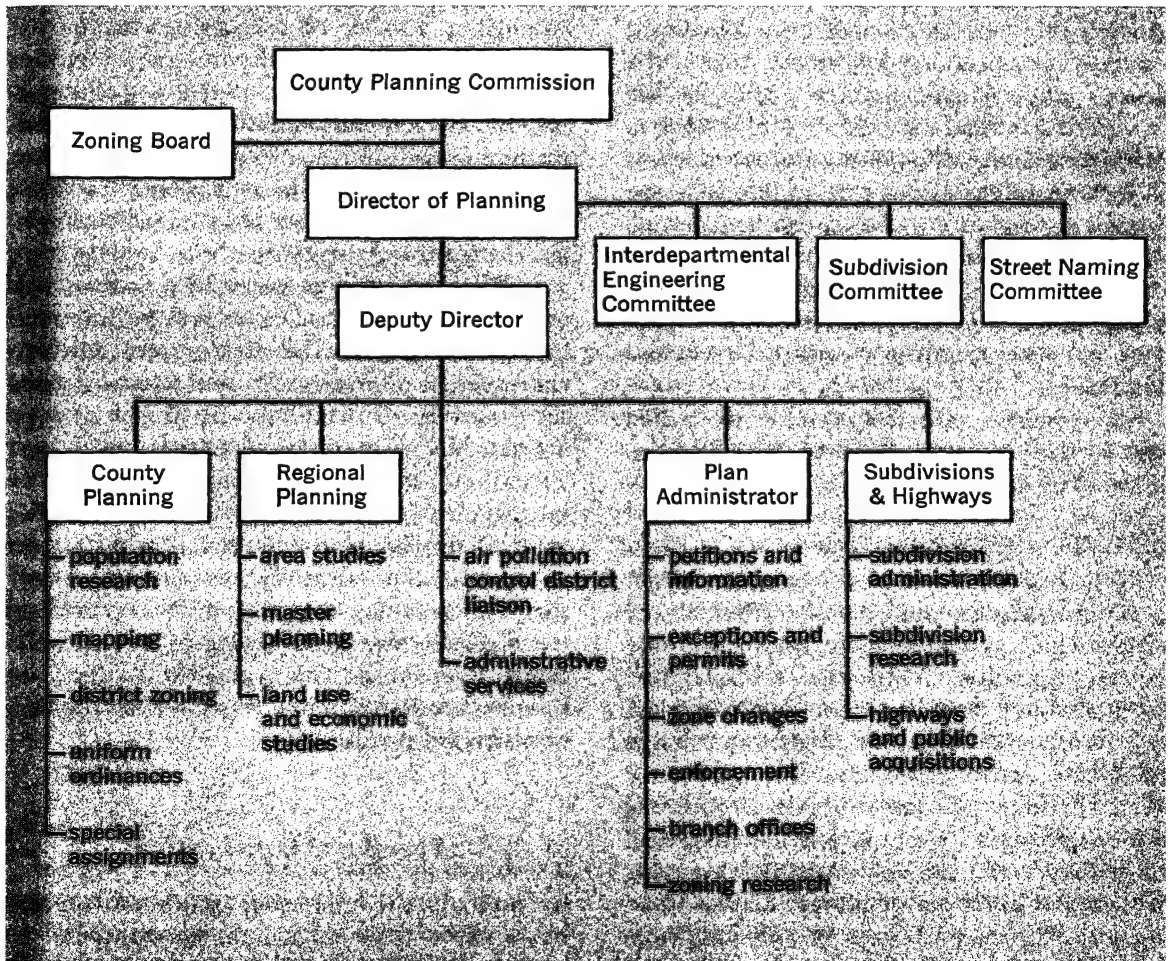 County Planning Commission
Zoning Board
Director of Planning
Interdepartmental
Engineering
Committee
Subdivision
Committee
Street Naming
Committee
Deputy Director
County
Planning
population
research
mapping
district zoning
uniform
ordinances
special
assignments
Regional
Planning
area studies
master
planning
land use
and economic
studies
air pollution
control district
liaison
adminstrative
services
Plan
Administrator
petitions and
information
exceptions and
permits
zone changes
enforcement
branch offices
zoning research
Subdivisions
& Highways
subdivision
administration
subdivision
research
highways
and public
acquisitions